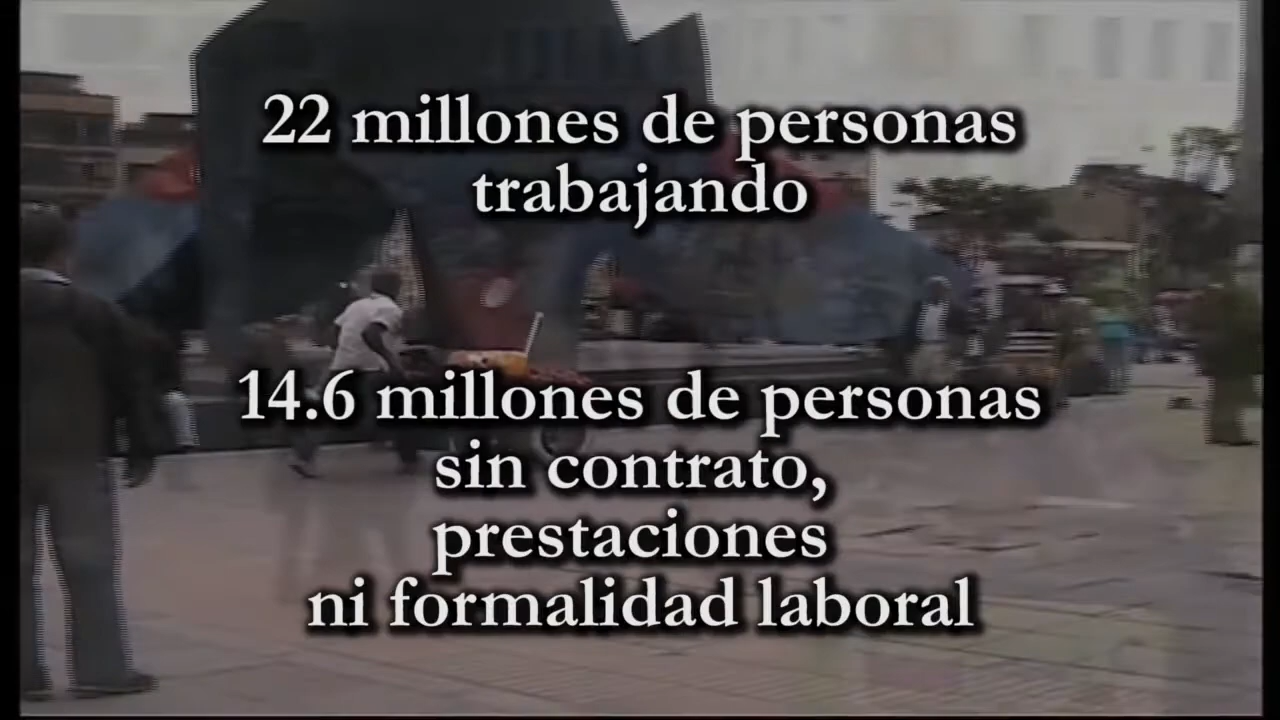 22 millones de personas
trabajando
14.6 millones de personas
sin contrato,
prestaciones
ni formalidad laboral